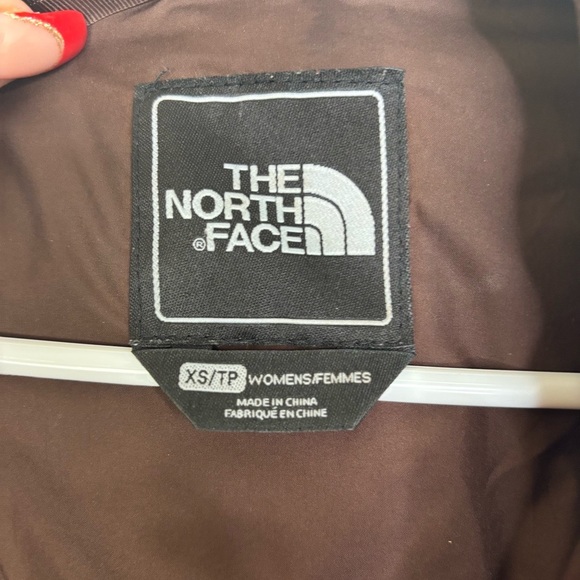 THE
NORTH
®FACE
XS/TP WOMENS/FEMMES
MADE IN CHINA
FABRIQUÉ EN CHINE